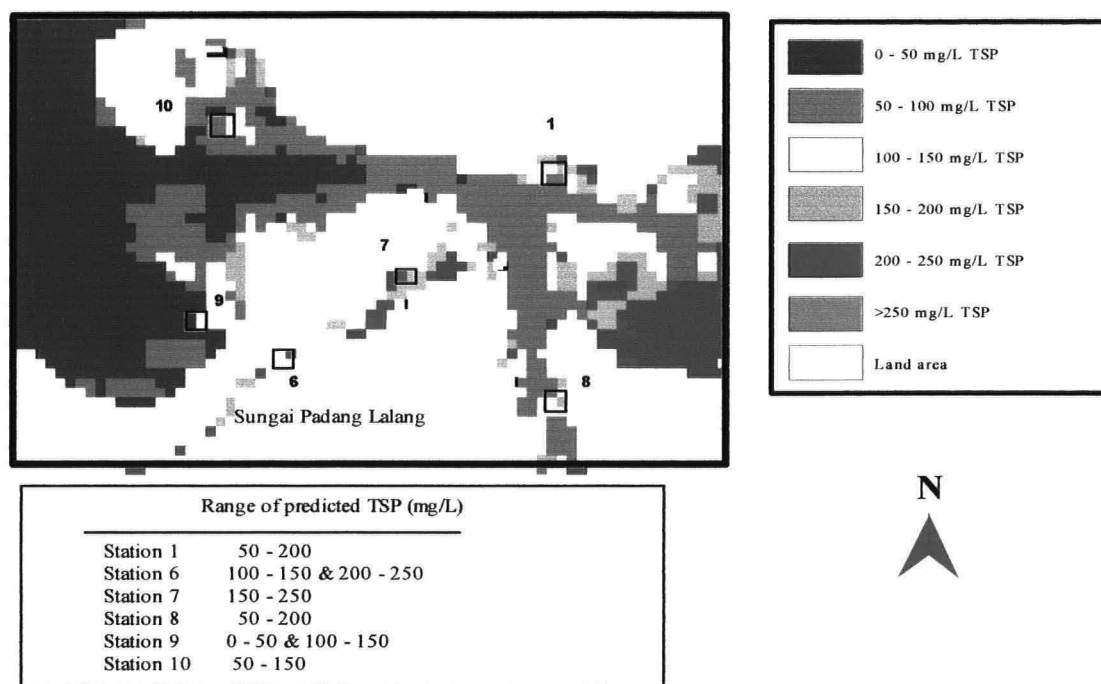 10
1
7
9
6
8
Sungai Padang Lalang
0 - 50 mg/L TSP
50 - 100 mg/L TSP
100 - 150 mg/L TSP
150 - 200 mg/L TSP
200 - 250 mg/L TSP
>250 mg/L TSP
Land area
N
Range of predicted TSP (mg/L)
Station 1 50 - 200
Station 6 100 - 150 & 200 - 250
Station 7 150 - 250
Station 8 50 - 200
Station 9 0 - 50 & 100 - 150
Station 10 50 - 150